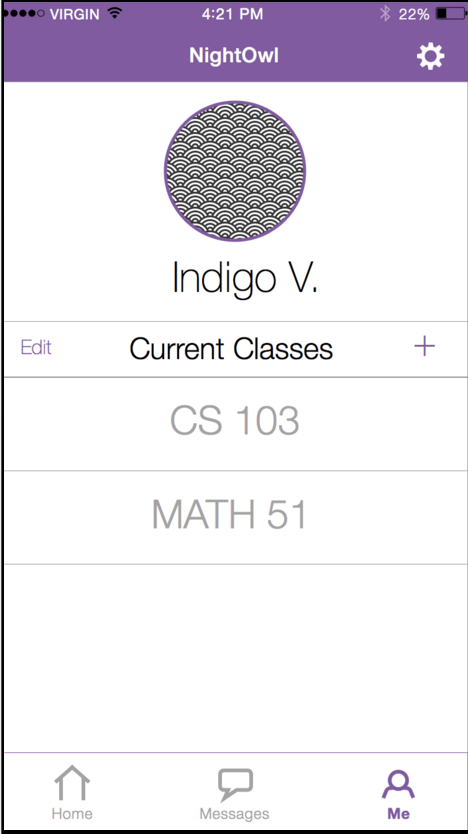 VIRGIN 4:21 PM 22%
NightOwl
Indigo V.
Edit Current Classes +
CS 103
MATH 51
Home Messages Me